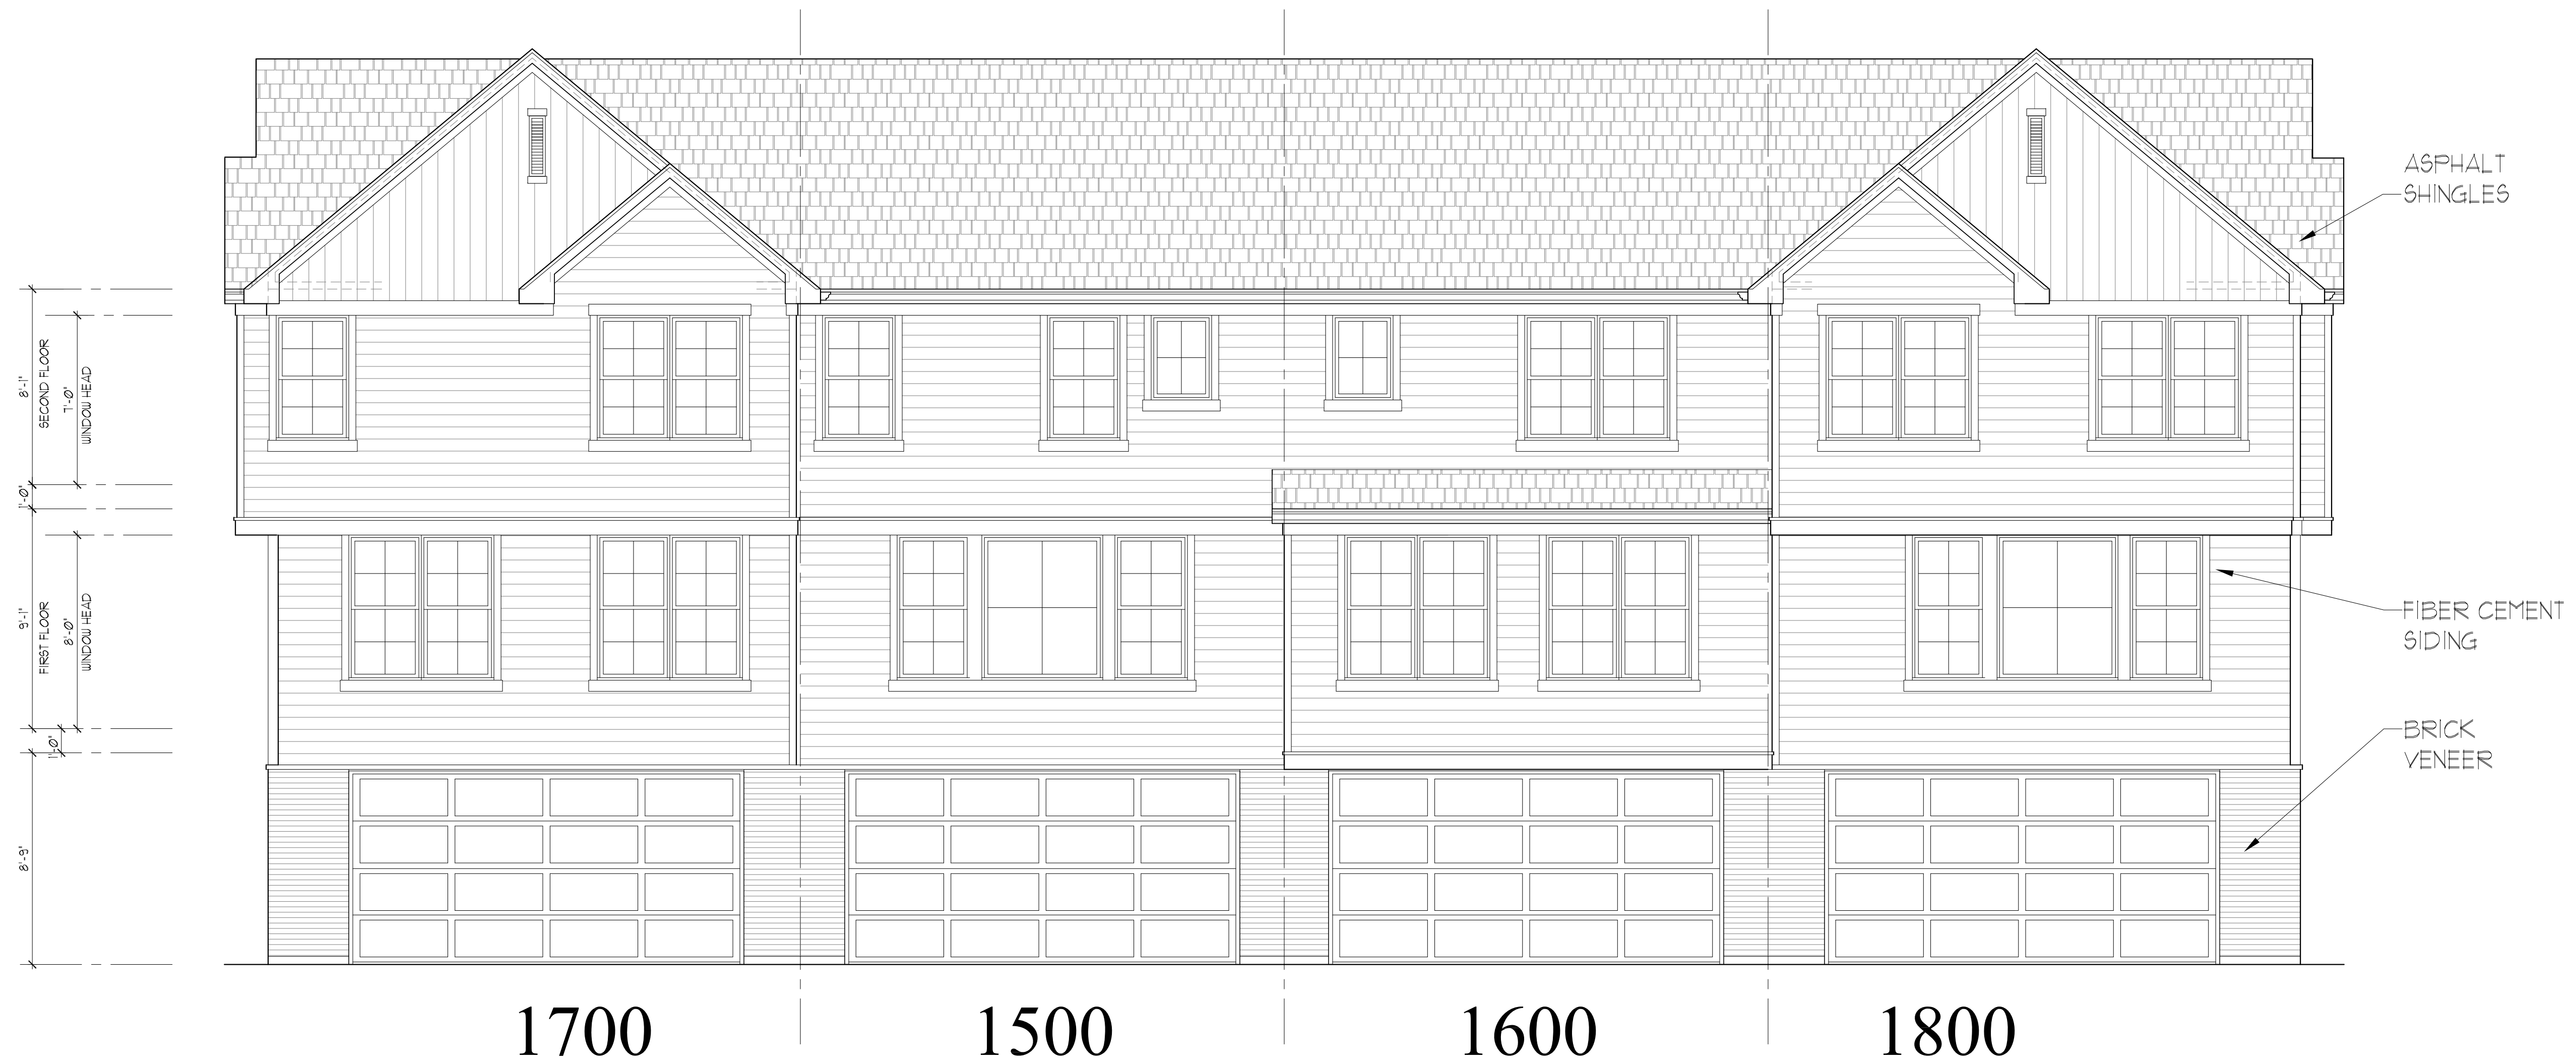 ASPHALT
SHINGLES
8'-1"
SECOND FLOOR
7'-0"
WINDOW HEAD
1'-0"
9'-1"
FIRST FLOOR
8'-0"
WINDOW HEAD
FIBER CEMENT
SIDING
1'-0"
BRICK
VENEER
8'-9"
1700 1500 1600 1800